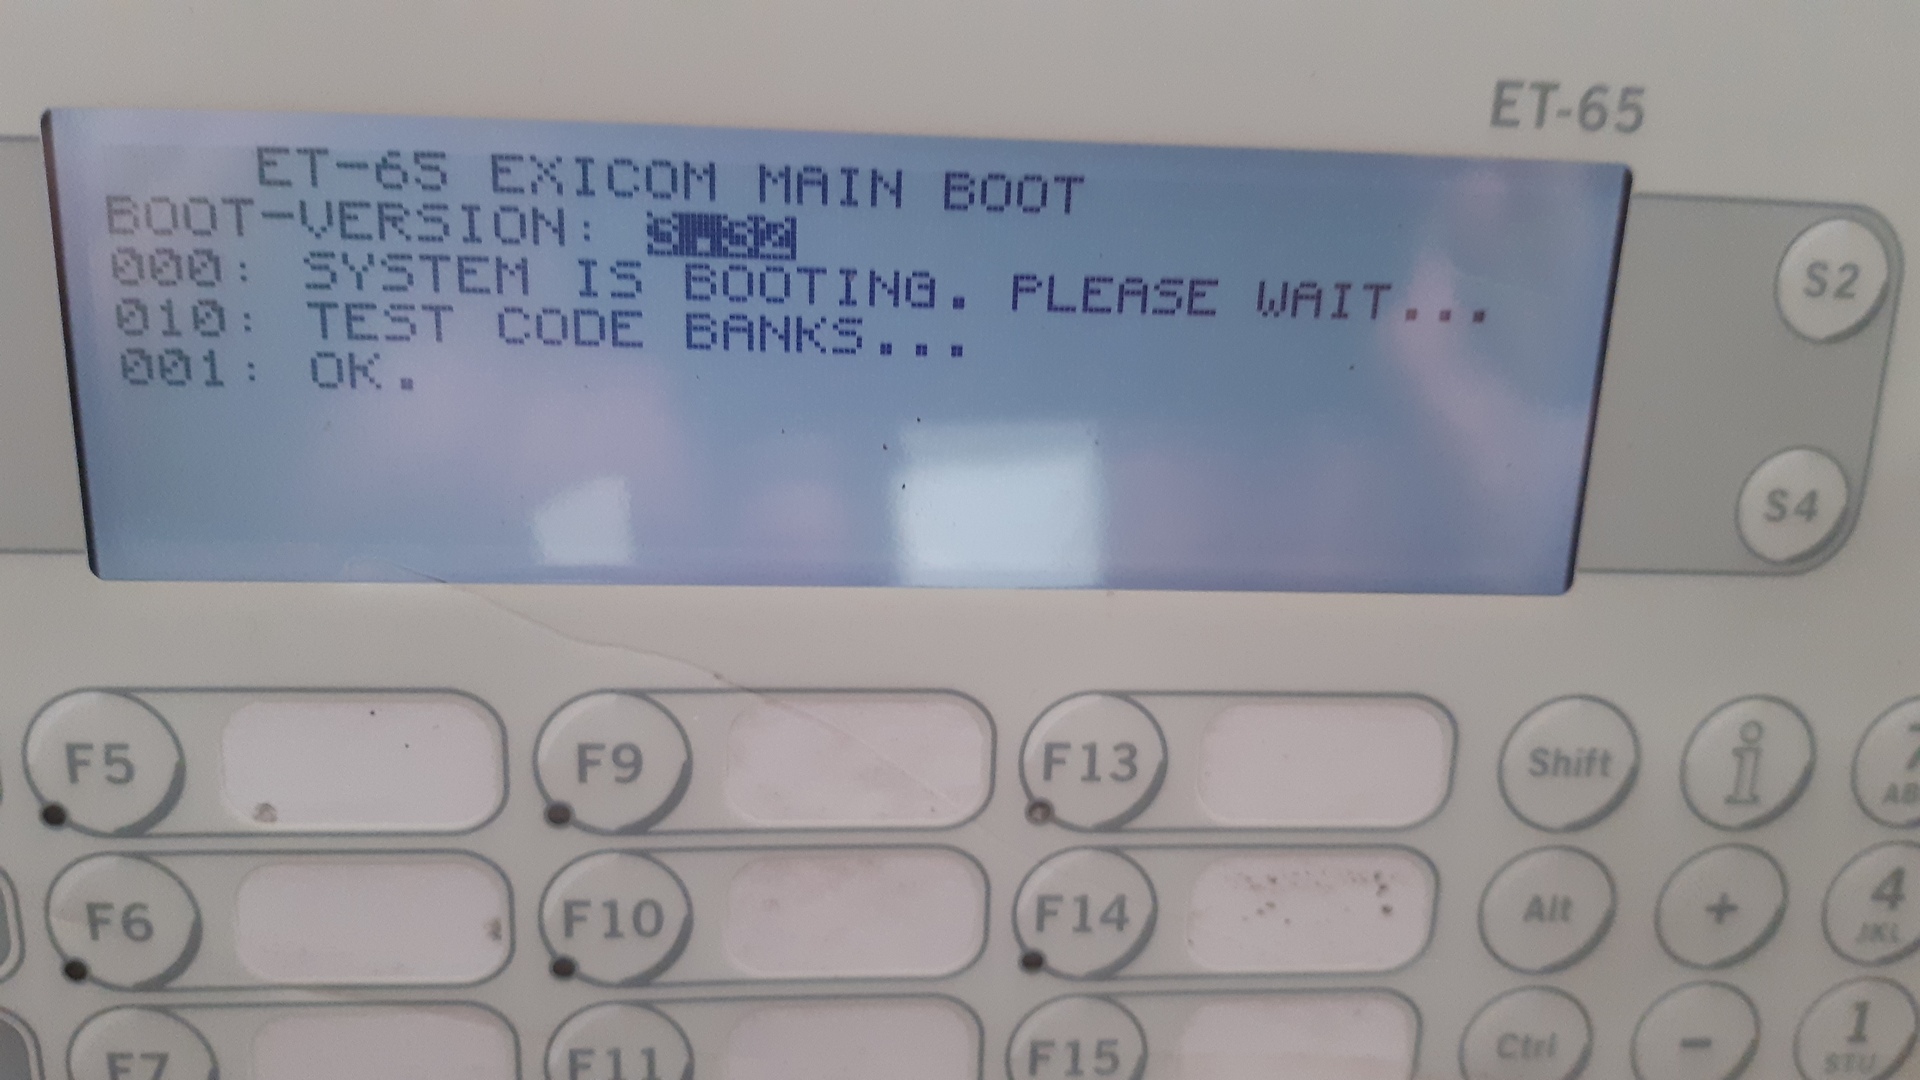 ET-65
ET-65 EXICOM MAIN BOOT
BOOT-VERSION:
000: SYSTEM IS BOOTING. PLEASE WAIT...
010: TEST CODE BANKS...
001: OK.
S2
S4
F5
F9
F13
Shift
i
7
F6
F10
F14
Alt
+
4
JKL
F7
F11
F15
Ctrl
-
1
STU